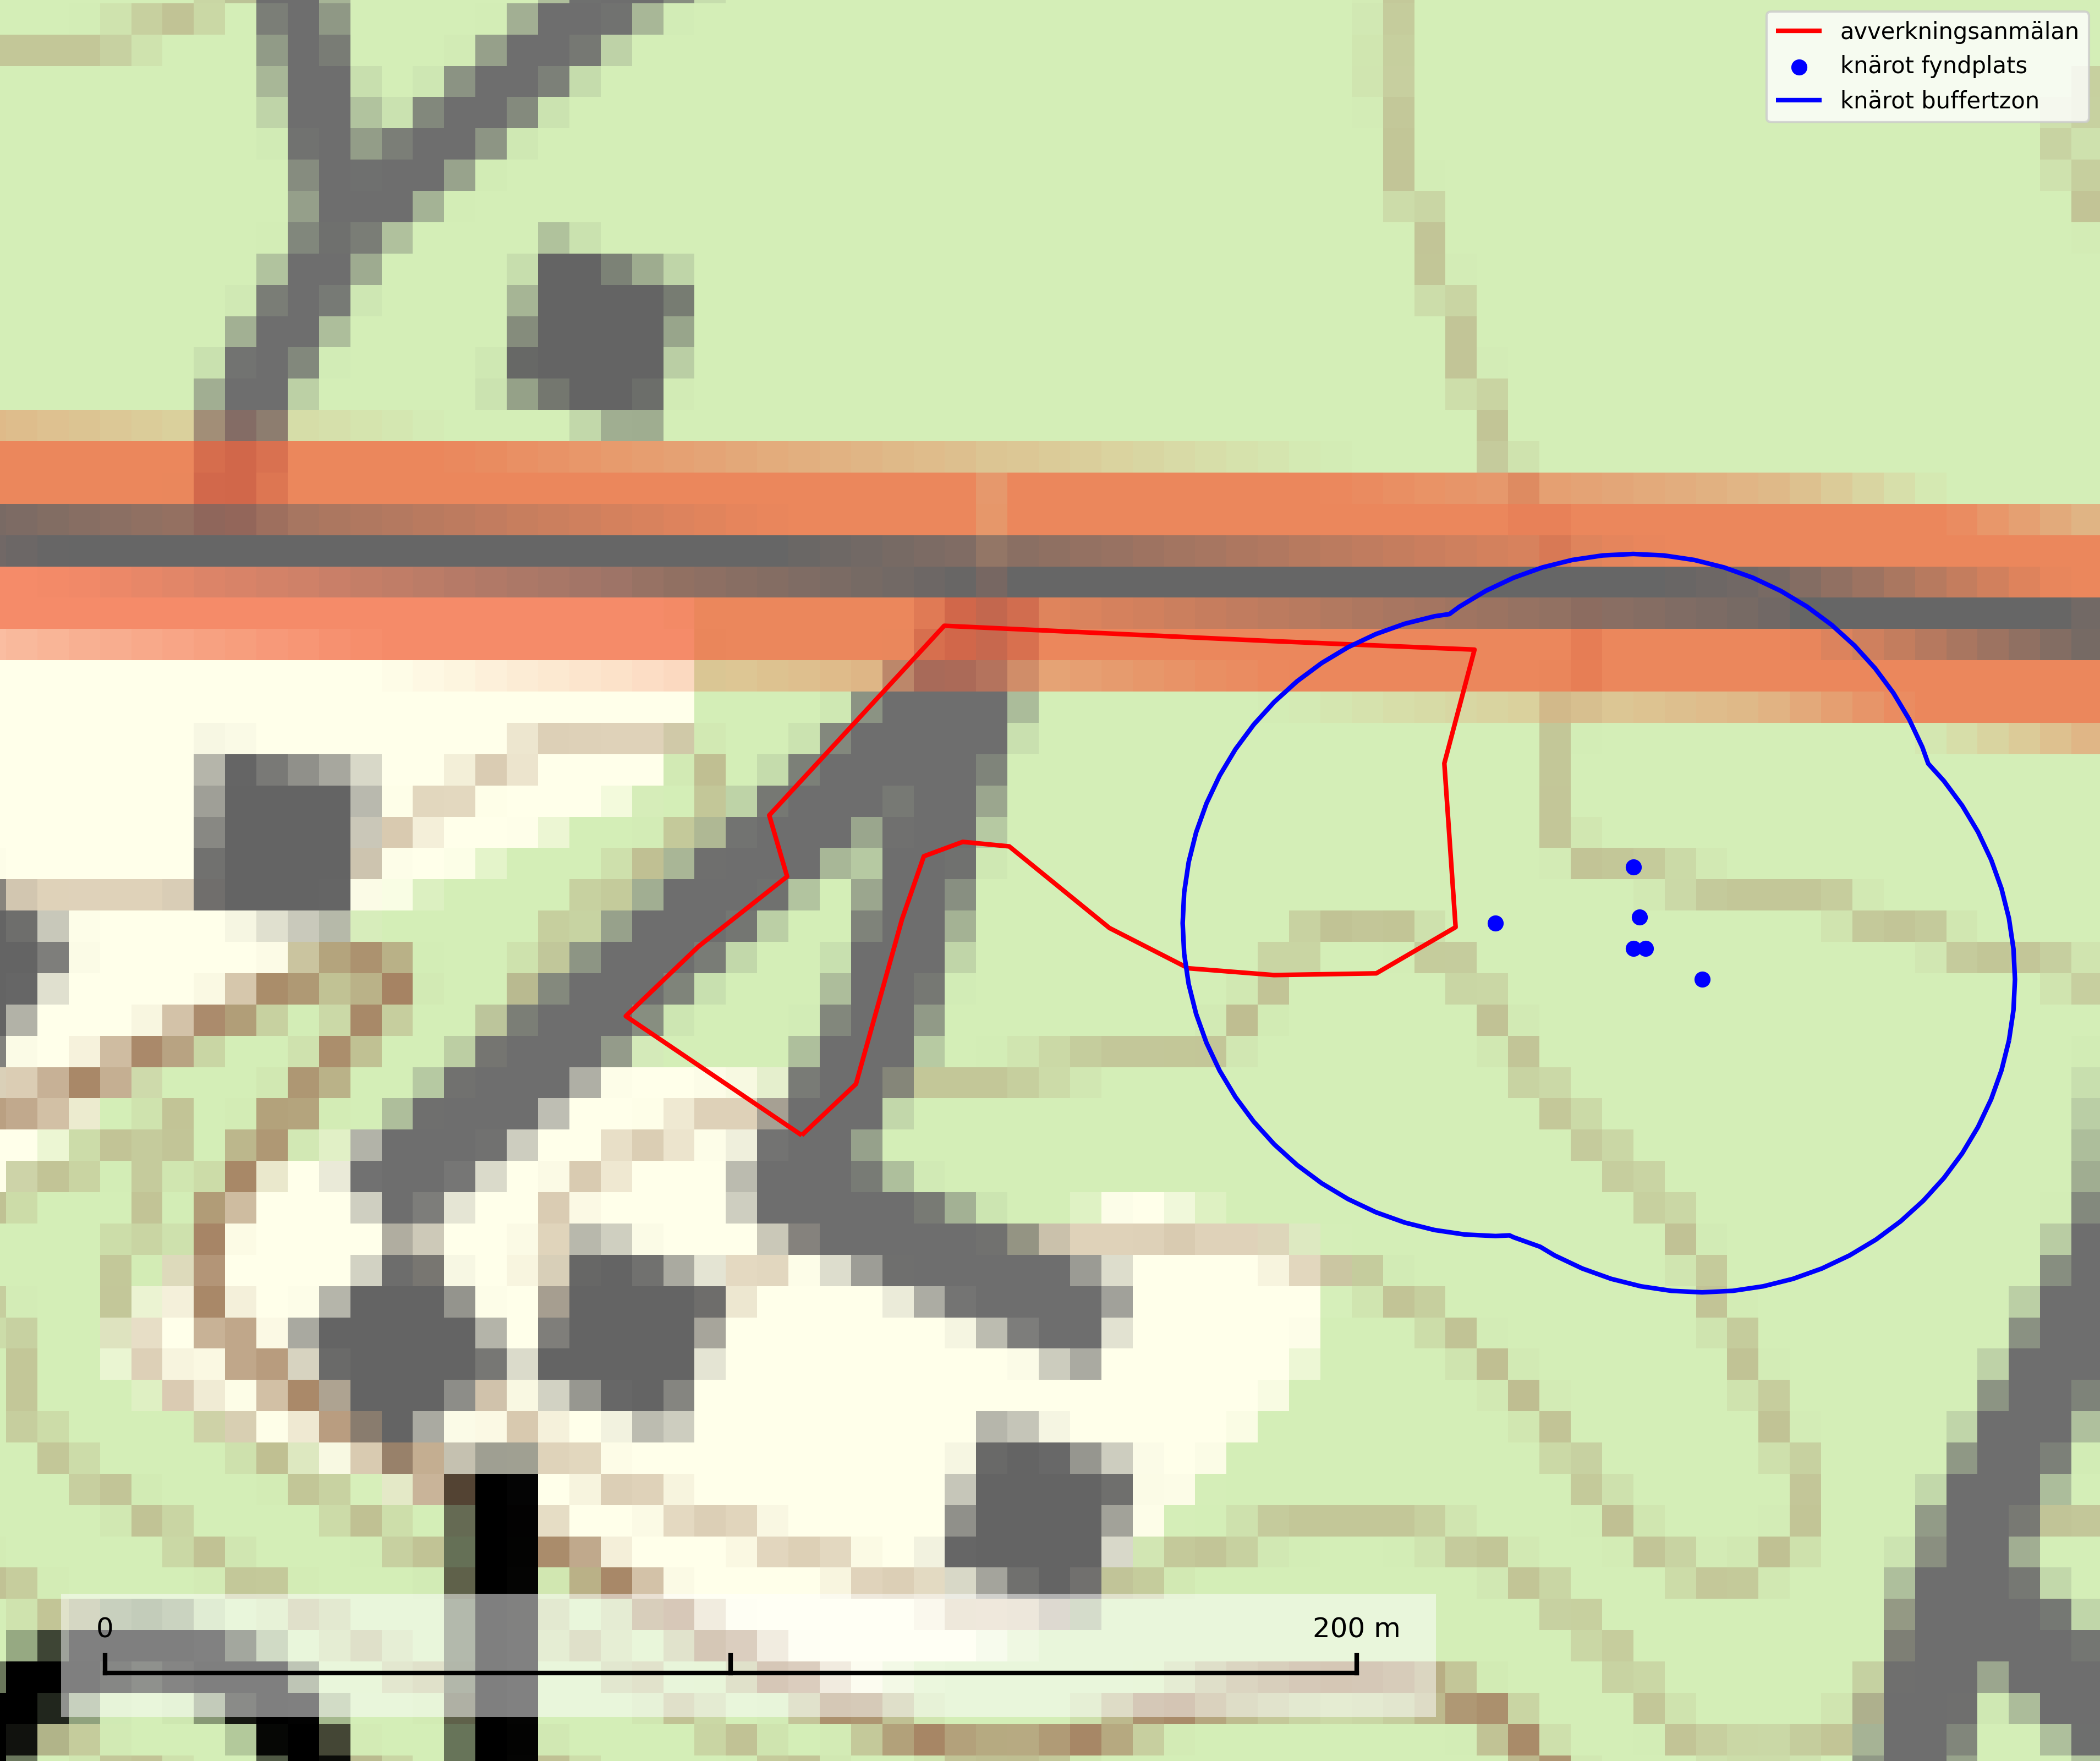 avverkningsanmälan
knärot fyndplats
knärot buffertzon
0
200 m